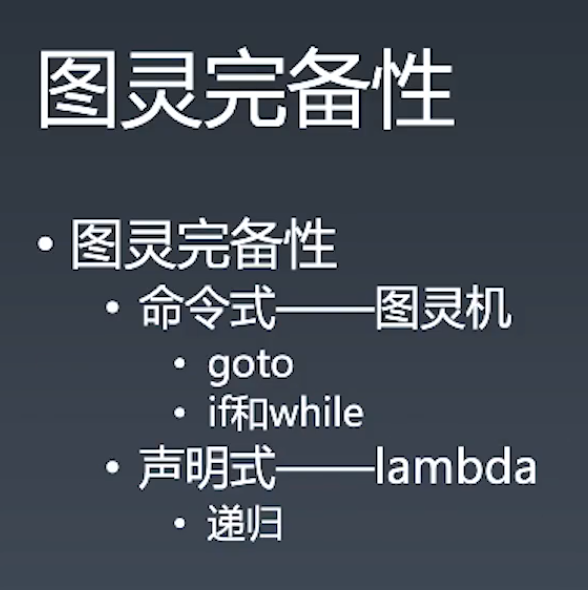 图灵完备性
• 图灵完备性
• 命令式——图灵机
• goto
• if和while
• 声明式——lambda
• 递归